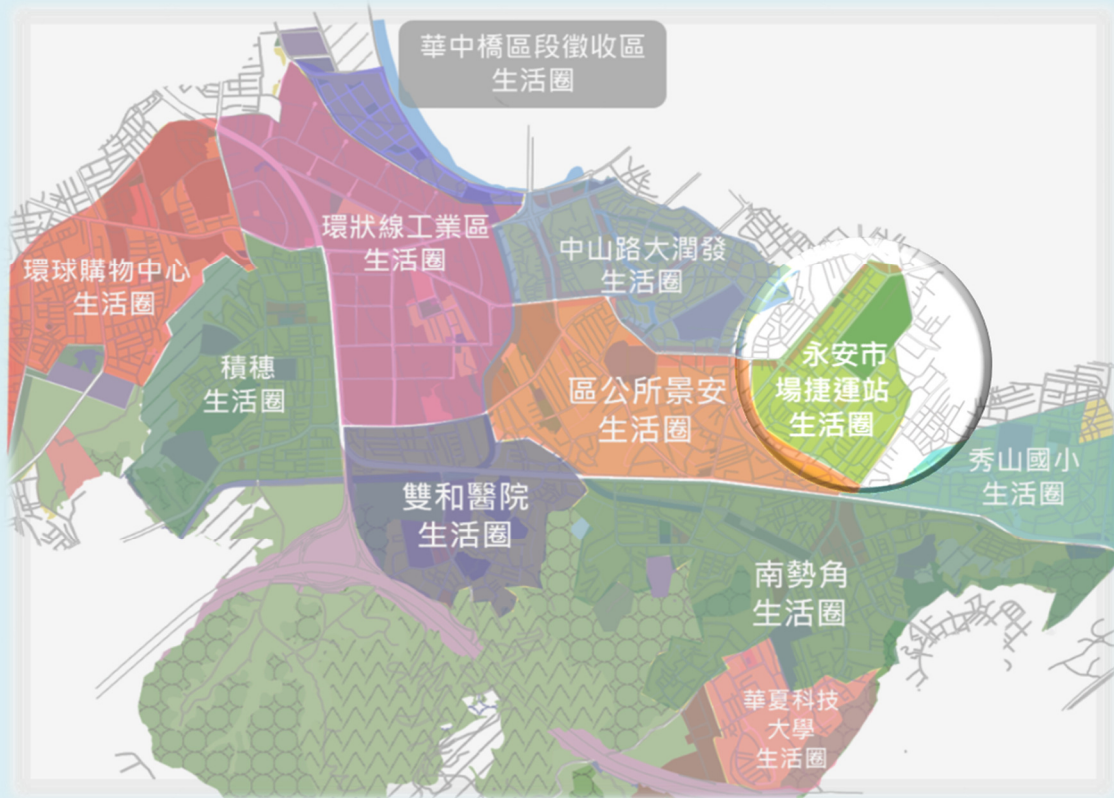 華中橋區段徵收區
生活圈
環狀線工業區
生活圈
中山路大潤發
生活圈
環球購物中心
生活圈
積穗
生活圈
區公所景安
生活圈
永安市
場捷運站
生活圈
秀山國小
生活圈
雙和醫院
生活圈
南勢角
生活圈
華夏科技
大學
生活圈